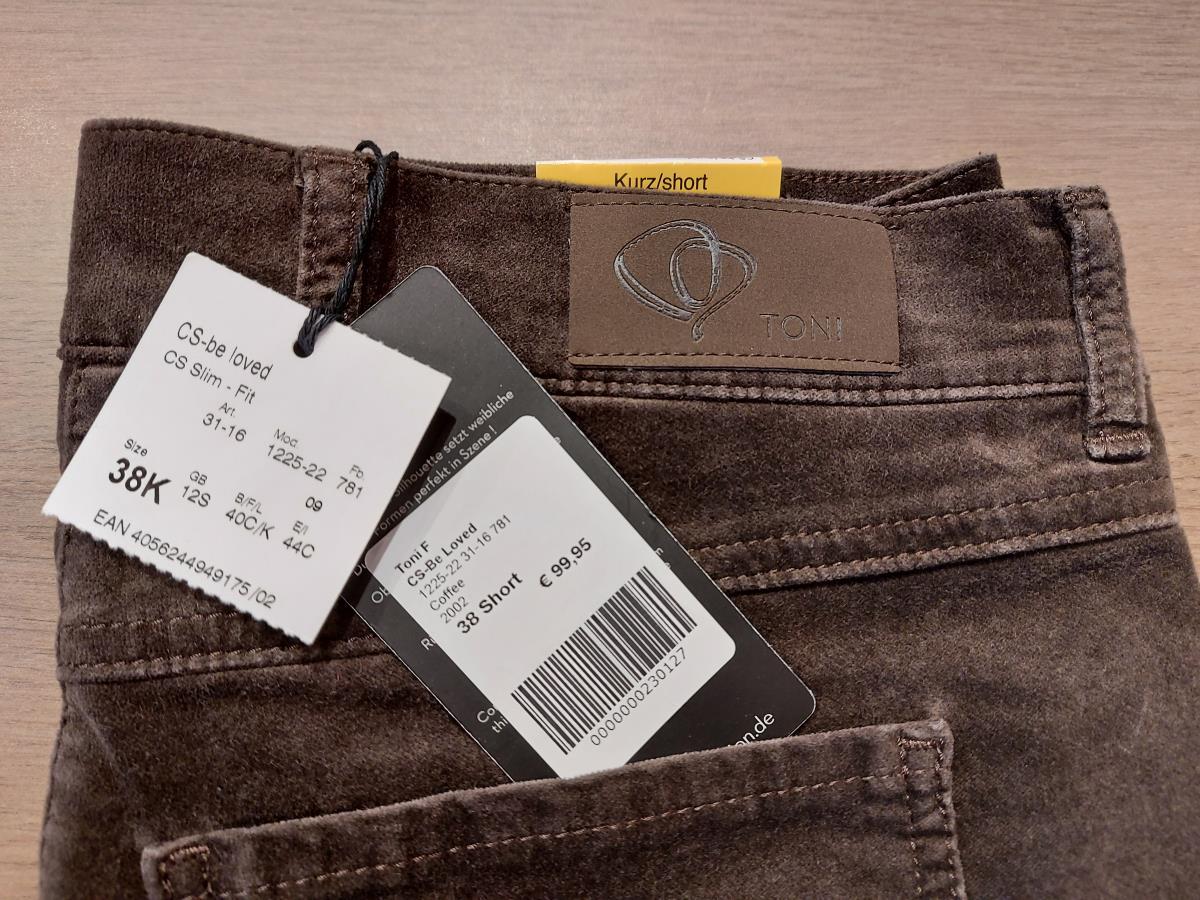 Kurz/short
TONI
CS-be loved
CS Slim - Fit
Art. Mod. Fb
31-16 1225-22 781
Size GB B/F/L E/I
38K 12S 40C/K 44C
09
EAN 4056244949175 /02
Silhouette setzt weibliche
Formen perfekt in Szene !
Toni F
CS-Be Loved
1225-22 31-16 781
Coffee
2002
38 Short € 99,95
0000000230127